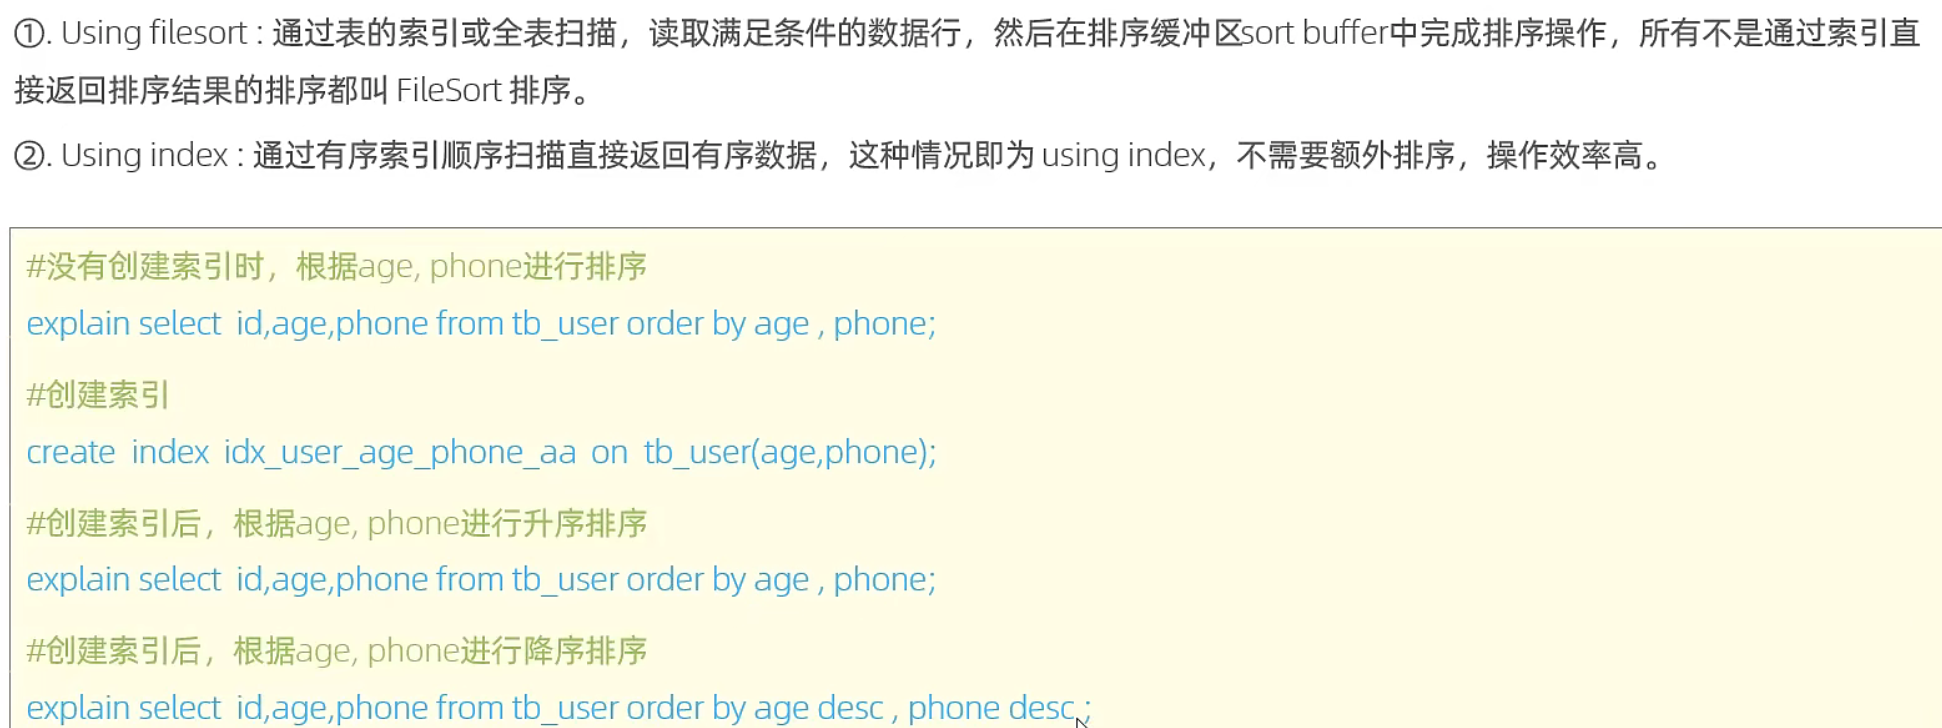 ①. Using filesort : 通过表的索引或全表扫描，读取满足条件的数据行，然后在排序缓冲区sort buffer中完成排序操作，所有不是通过索引直
接返回排序结果的排序都叫 FileSort 排序。
②. Using index : 通过有序索引顺序扫描直接返回有序数据，这种情况即为 using index，不需要额外排序，操作效率高。
#没有创建索引时，根据age, phone进行排序
explain select  id,age,phone from tb_user order by age , phone;
#创建索引
create  index  idx_user_age_phone_aa  on  tb_user(age,phone);
#创建索引后，根据age, phone进行升序排序
explain select  id,age,phone from tb_user order by age , phone;
#创建索引后，根据age, phone进行降序排序
explain select  id,age,phone from tb_user order by age desc , phone desc ;